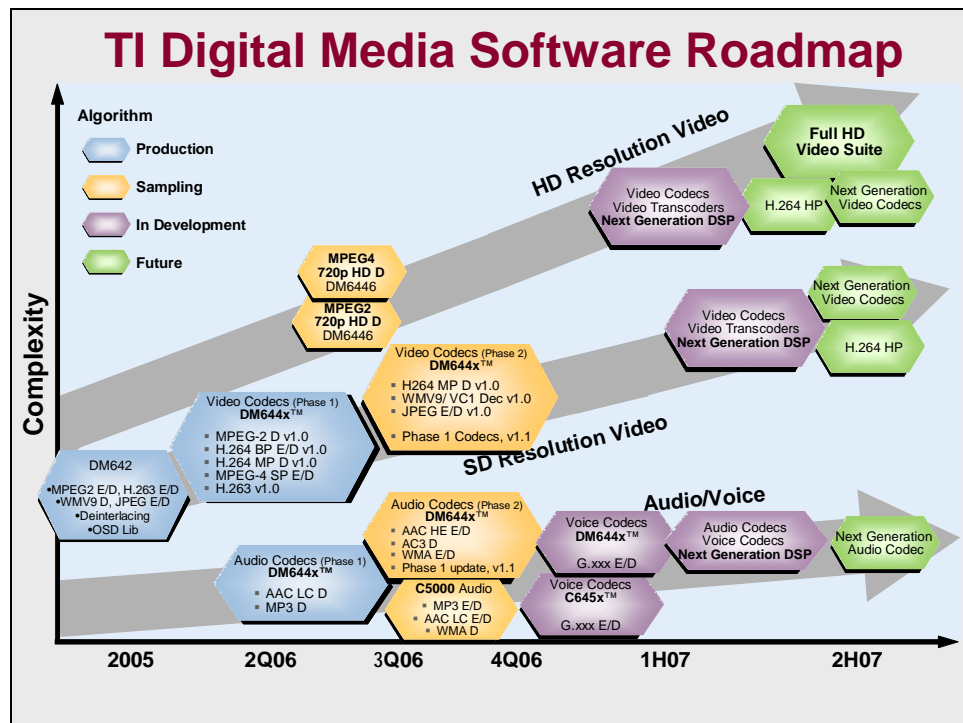 TI Digital Media Software Roadmap
Algorithm
Production
Sampling
In Development
Future
Complexity
HD Resolution Video
Full HD
Video Suite
Video Codecs
Video Transcoders
Next Generation DSP
H.264 HP
Next Generation
Video Codecs
MPEG4
720p HD D
DM6446
MPEG2
720p HD D
DM6446
SD Resolution Video
Video Codecs
Video Transcoders
Next Generation DSP
Next Generation
Video Codecs
H.264 HP
Video Codecs (Phase 2)
DM644x™
▪ H264 MP D v1.0
▪ WMV9/ VC1 Dec v1.0
▪ JPEG E/D v1.0
▪ Phase 1 Codecs, v1.1
Video Codecs (Phase 1)
DM644x™
▪ MPEG-2 D v1.0
▪ H.264 BP E/D v1.0
▪ H.264 MP D v1.0
▪ MPEG-4 SP E/D
▪ H.263 v1.0
DM642
•MPEG2 E/D, H.263 E/D
•WMV9 D, JPEG E/D
•Deinterlacing
•OSD Lib
Audio/Voice
Audio Codecs (Phase 1)
DM644x™
▪ AAC LC D
▪ MP3 D
Audio Codecs (Phase 2)
DM644x™
▪ AAC HE E/D
▪ AC3 D
▪ WMA E/D
▪ Phase 1 update, v1.1
C5000 Audio
▪ MP3 E/D
▪ AAC LC E/D
▪ WMA D
Voice Codecs
DM644x™
G.xxx E/D
Voice Codecs
C645x™
G.xxx E/D
Audio Codecs
Voice Codecs
Next Generation DSP
Next Generation
Audio Codec
2005 2Q06 3Q06 4Q06 1H07 2H07